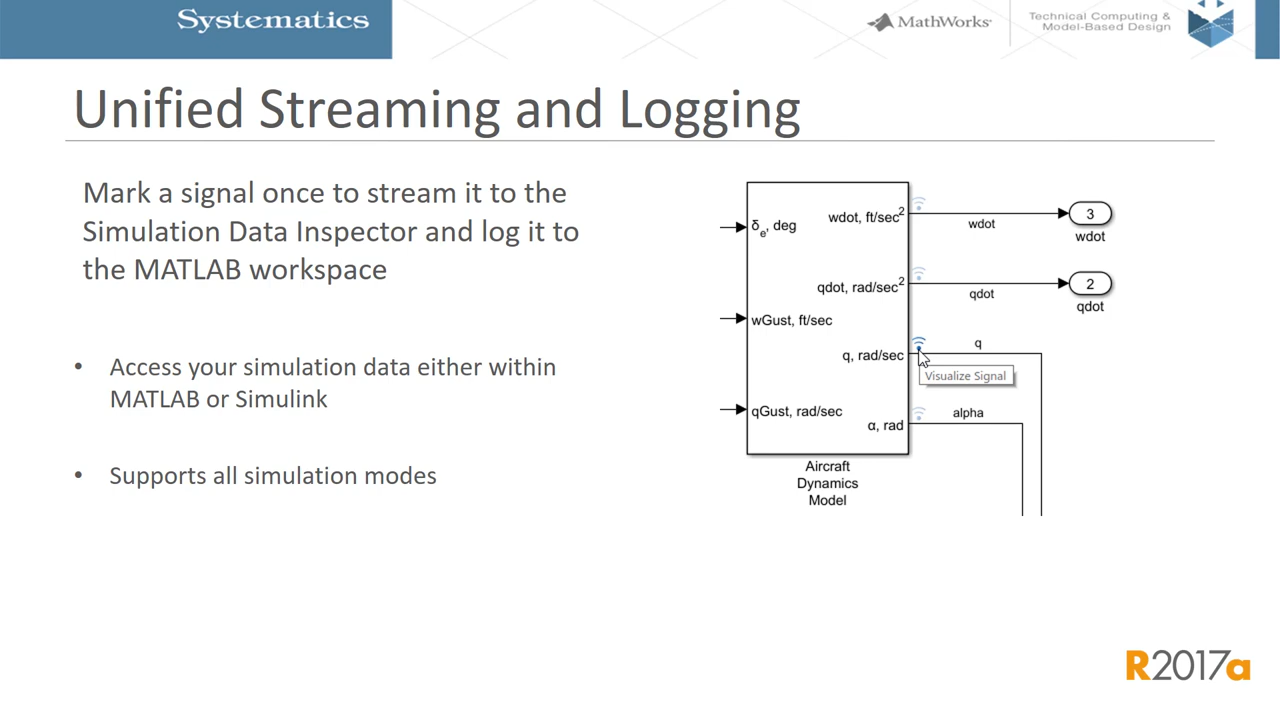 Systematics
MathWorks
Technical Computing &
Model-Based Design
Unified Streaming and Logging
Mark a signal once to stream it to the
Simulation Data Inspector and log it to
the MATLAB workspace
• Access your simulation data either within
MATLAB or Simulink
• Supports all simulation modes
δe, deg
wGust, ft/sec
qGust, rad/sec
wdot, ft/sec²
qdot, rad/sec²
q, rad/sec
α, rad
wdot
3
wdot
qdot
2
qdot
q
Visualize Signal
alpha
Aircraft
Dynamics
Model
R2017a